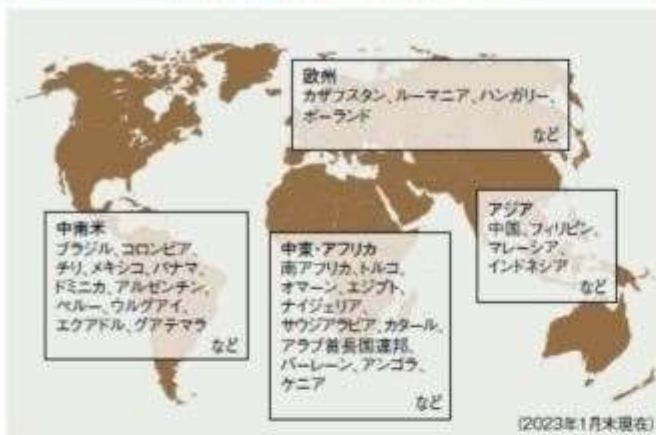 欧州
カザフスタン、ルーマニア、ハンガリー、
ポーランド
など
アジア
中国、フィリピン、
マレーシア、
インドネシア
など
中南米
ブラジル、コロンビア、
チリ、メキシコ、パナマ、
ドミニカ、アルゼンチン、
ペルー、ウルグアイ、
エクアドル、グアテマラ
など
中東・アフリカ
南アフリカ、トルコ、
オマーン、エジプト、
ナイジェリア、
サウジアラビア、カタール、
アラブ首長国連邦、
バーレーン、アンゴラ、
ケニア
など
(2023年1月末現在)